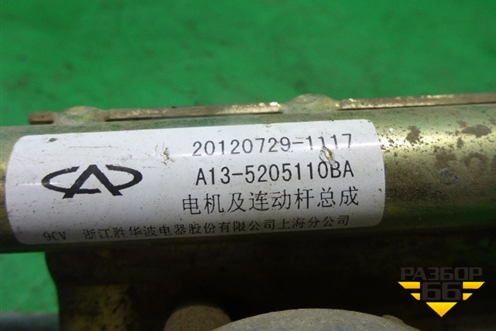 20120729-1117
A13-5205110BA
电机及连动杆总成
9CV 浙江胜华波电器股份有限公司上海分公司
РАЗБОР
66